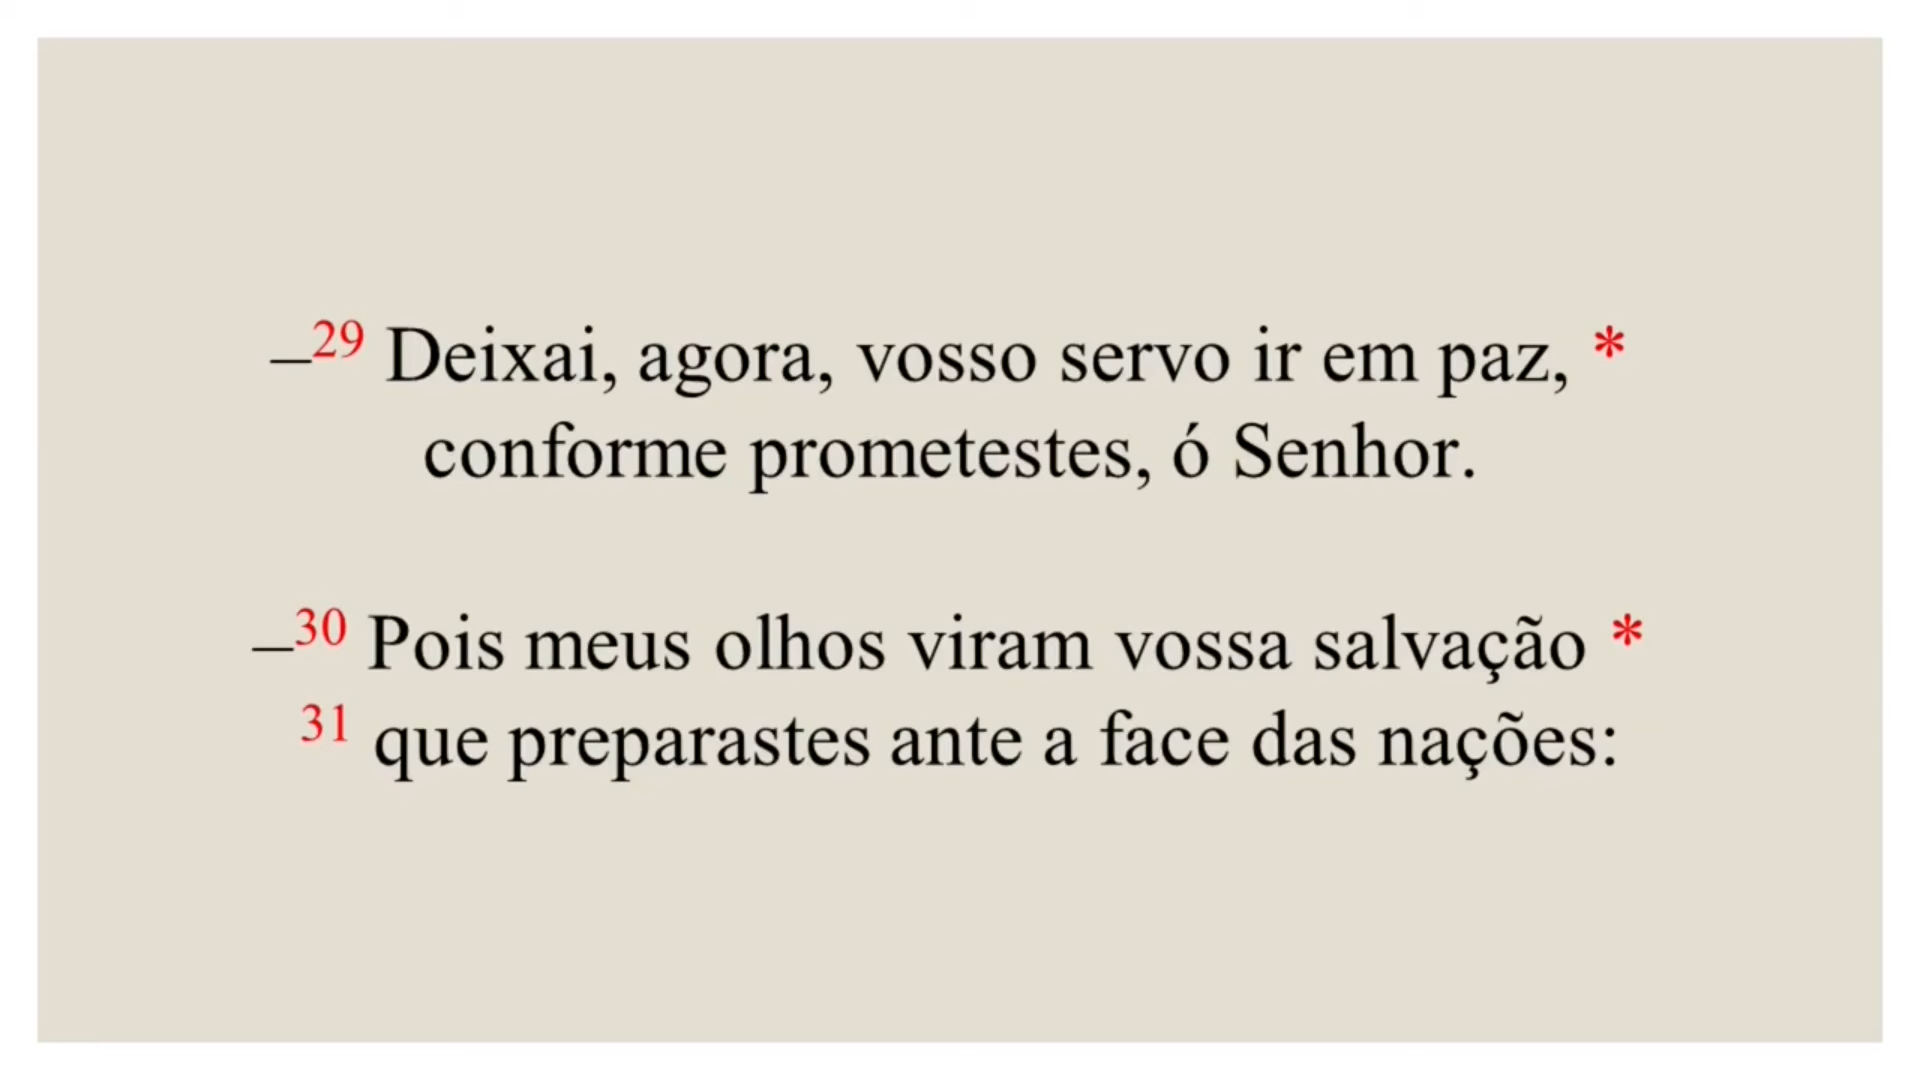 –29 Deixai, agora, vosso servo ir em paz, *
conforme prometestes, ó Senhor.
–30 Pois meus olhos viram vossa salvação *
31 que preparastes ante a face das nações: